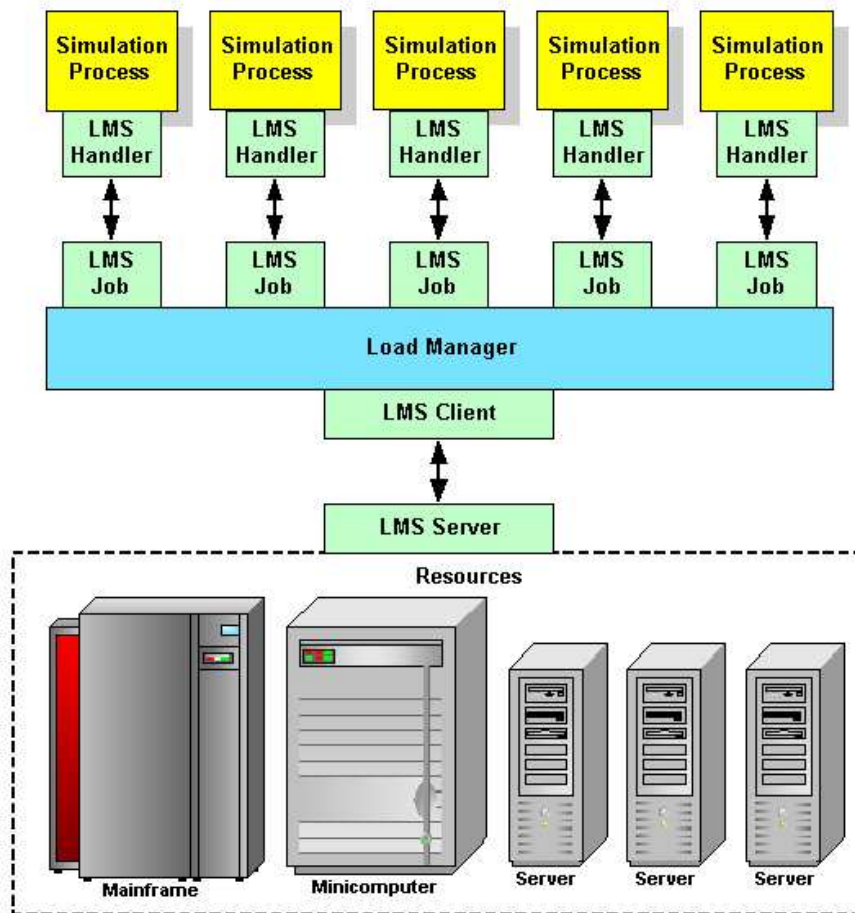 Simulation Simulation Simulation Simulation Simulation
Process Process Process Process Process
LMS LMS LMS LMS LMS
Handler Handler Handler Handler Handler
LMS LMS LMS LMS LMS
Job Job Job Job Job
Load Manager
LMS Client
LMS Server
Resources
Mainframe Minicomputer Server Server Server